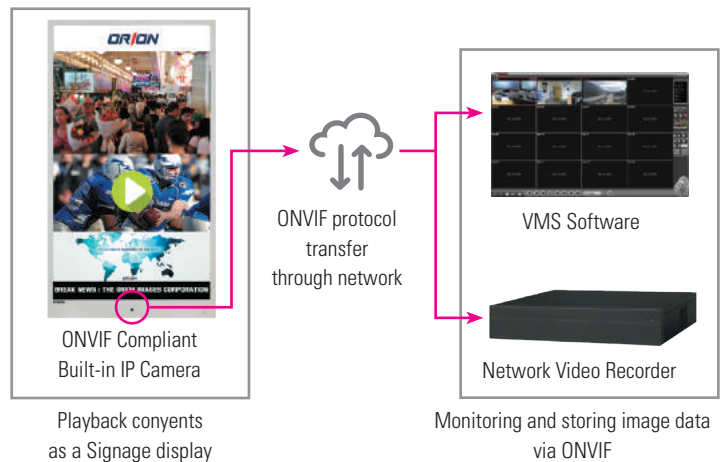 ORION
BREAK NEWS : THE ORION IMAGES CORPORATION
ONVIF Compliant
Built-in IP Camera
Playback conyents
as a Signage display
ONVIF protocol
transfer
through network
VMS Software
Network Video Recorder
Monitoring and storing image data
via ONVIF